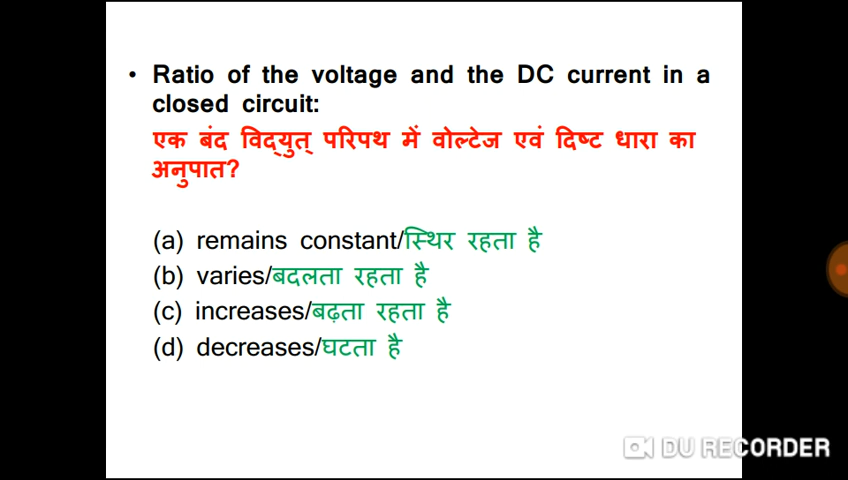 • Ratio of the voltage and the DC current in a
closed circuit:
एक बंद विद्युत् परिपथ में वोल्टेज एवं दिष्ट धारा का
अनुपात?
(a) remains constant/स्थिर रहता है
(b) varies/बदलता रहता है
(c) increases/बढ़ता रहता है
(d) decreases/घटता है
DU RECORDER